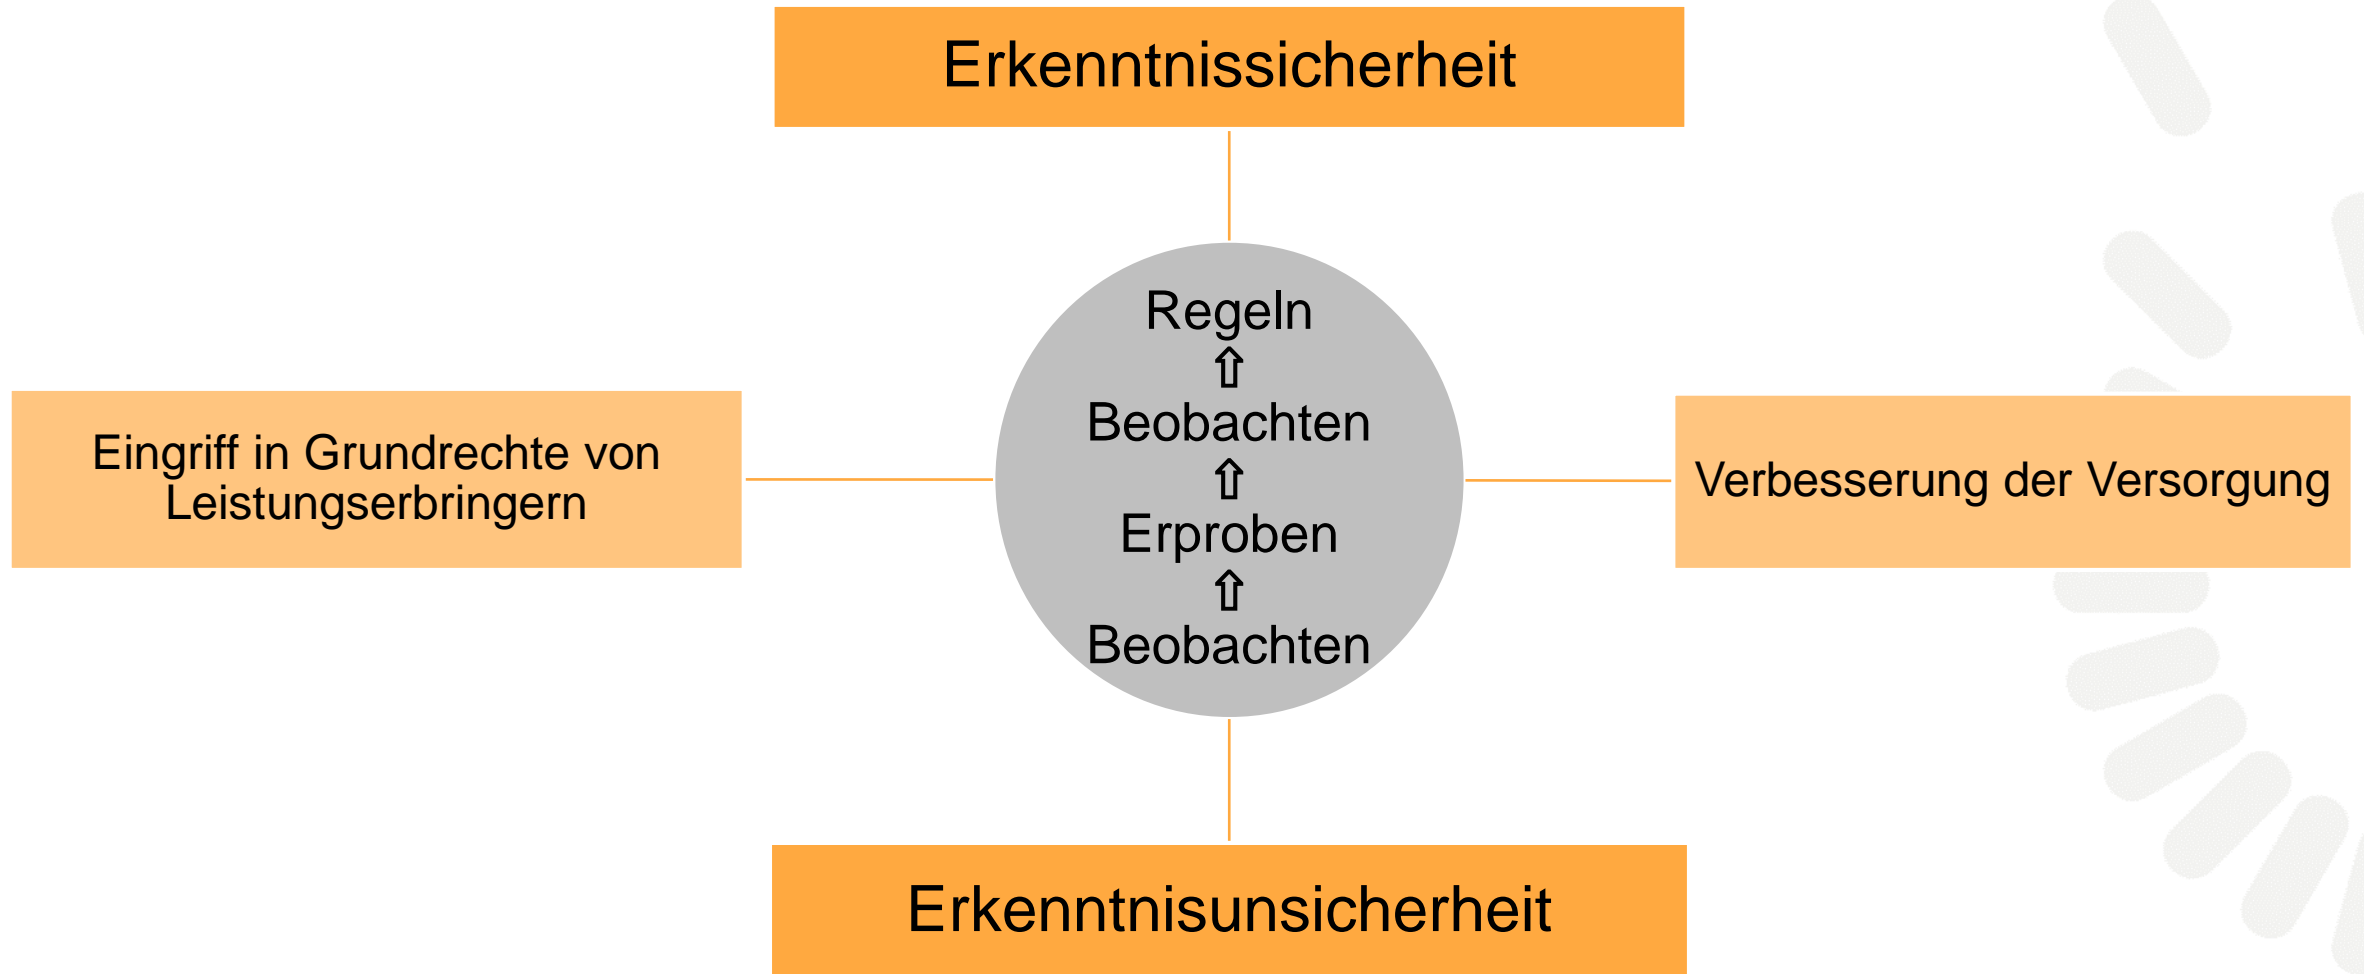 Erkenntnissicherheit
Regeln
⇧
Beobachten
⇧
Erproben
⇧
Beobachten
Eingriff in Grundrechte von
Leistungserbringern
Verbesserung der Versorgung
Erkenntnisunsicherheit